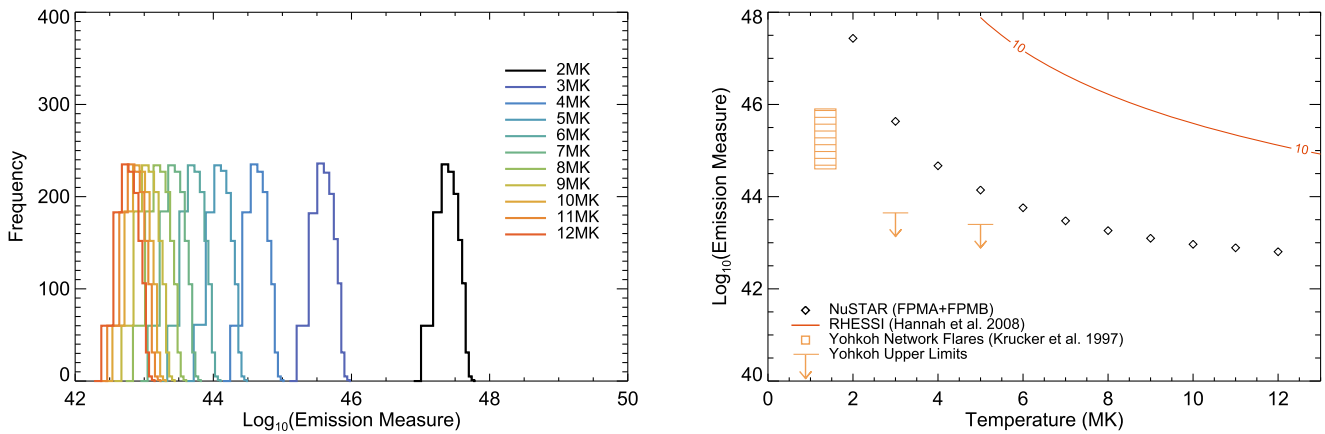 400
300
200
100
0
Frequency
42
44
46
48
50
Log10(Emission Measure)
2MK
3MK
4MK
5MK
6MK
7MK
8MK
9MK
10MK
11MK
12MK
48
46
44
42
40
Log10(Emission Measure)
10
10
NuSTAR (FPMA+FPMB)
RHESSI (Hannah et al. 2008)
Yohkoh Network Flares (Krucker et al. 1997)
Yohkoh Upper Limits
0
2
4
6
8
10
12
Temperature (MK)